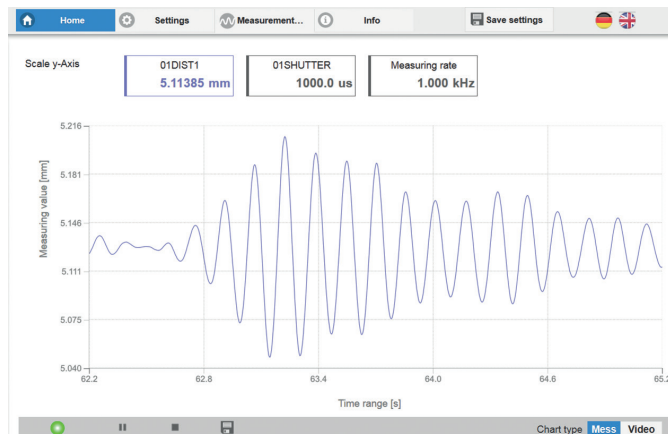 Home Settings Measurement... Info Save settings
Scale y-Axis
01DIST1
5.11385 mm
01SHUTTER
1000.0 us
Measuring rate
1.000 kHz
Measuring value [mm]
5.216
5.181
5.146
5.111
5.075
5.040
62.2 62.8 63.4 64.0 64.6 65.2
Time range [s]
Chart type Mess Video